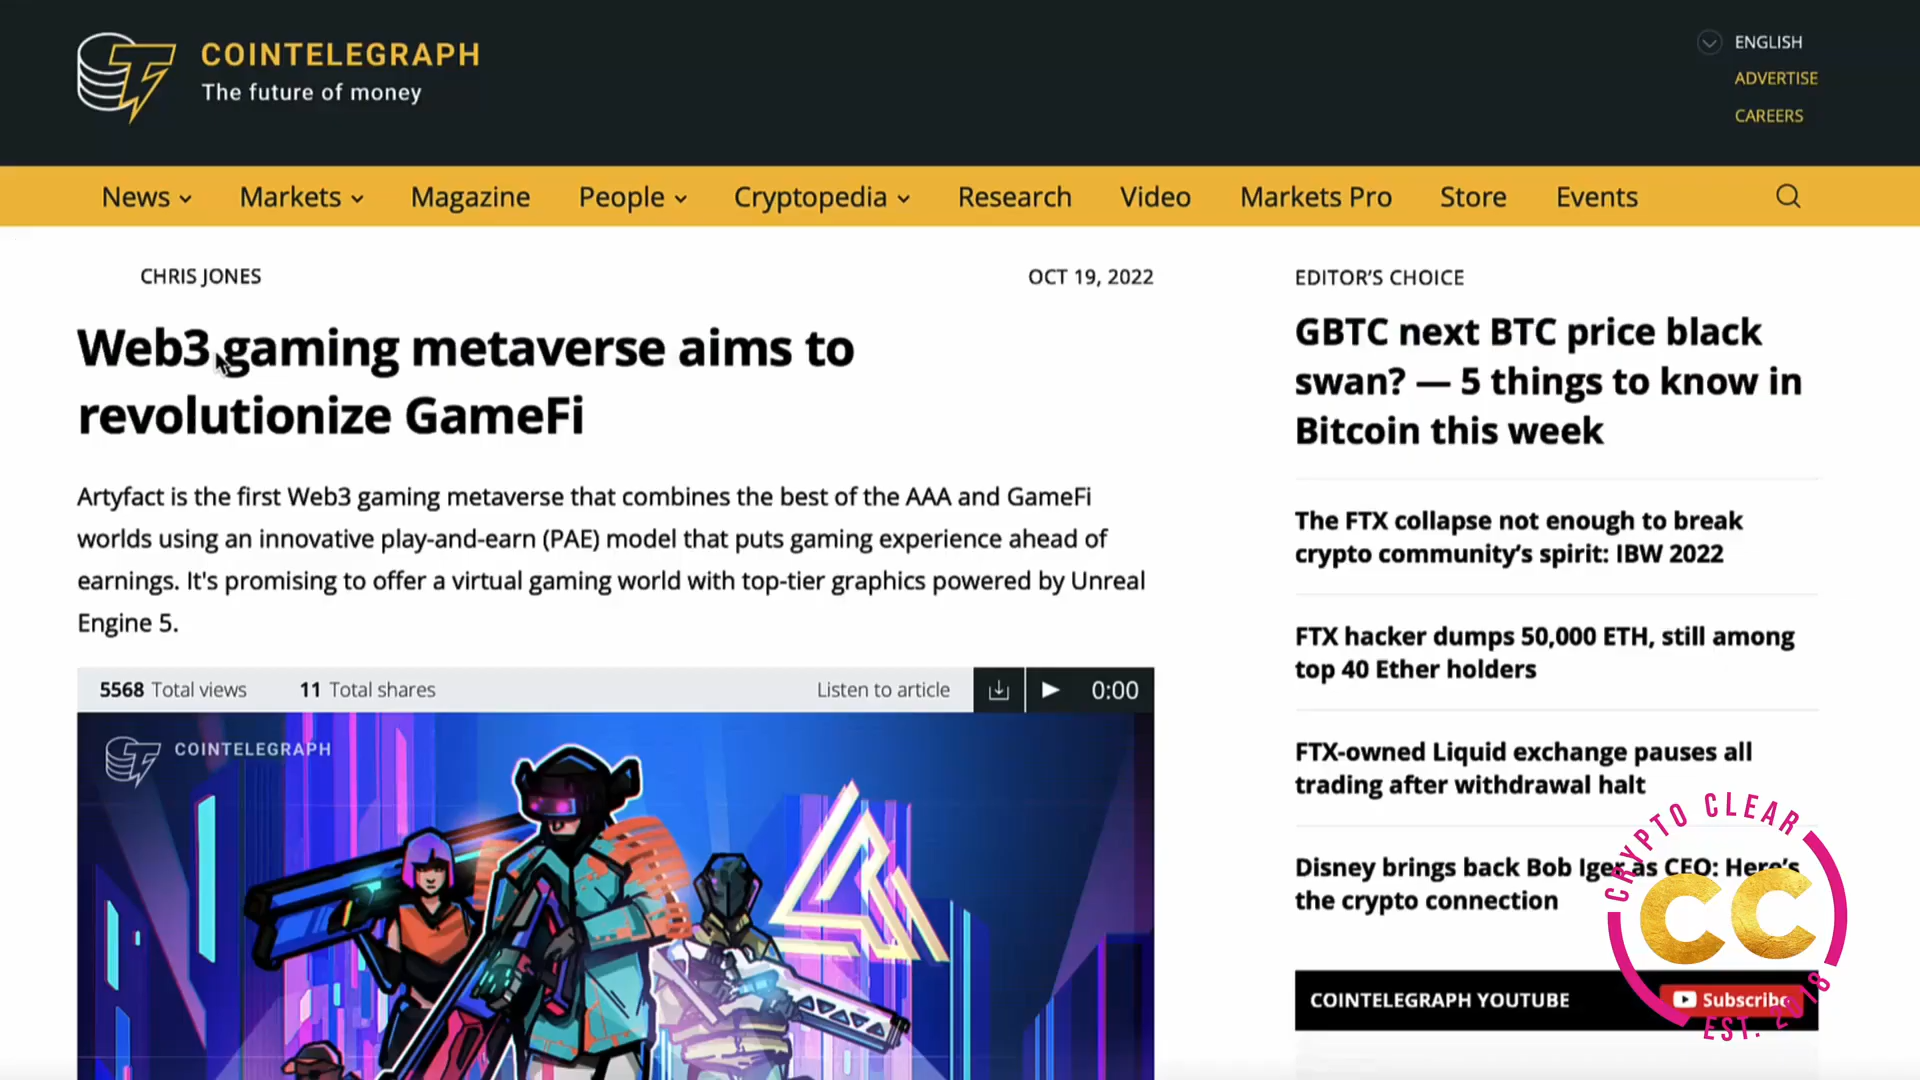 COINTELEGRAPH
The future of money
ENGLISH
ADVERTISE
CAREERS
News
Markets
Magazine
People
Cryptopedia
Research
Video
Markets Pro
Store
Events
CHRIS JONES
OCT 19, 2022
Web3 gaming metaverse aims to
revolutionize GameFi
Artyfact is the first Web3 gaming metaverse that combines the best of the AAA and GameFi
worlds using an innovative play-and-earn (PAE) model that puts gaming experience ahead of
earnings. It's promising to offer a virtual gaming world with top-tier graphics powered by Unreal
Engine 5.
5568 Total views
11 Total shares
Listen to article
0:00
COINTELEGRAPH
EDITOR’S CHOICE
GBTC next BTC price black
swan? — 5 things to know in
Bitcoin this week
The FTX collapse not enough to break
crypto community’s spirit: IBW 2022
FTX hacker dumps 50,000 ETH, still among
top 40 Ether holders
FTX-owned Liquid exchange pauses all
trading after withdrawal halt
Disney brings back Bob Iger as CEO: Here’s
the crypto connection
COINTELEGRAPH YOUTUBE
Subscribe
CRYPTO CLEAR
CC
EST. 2018